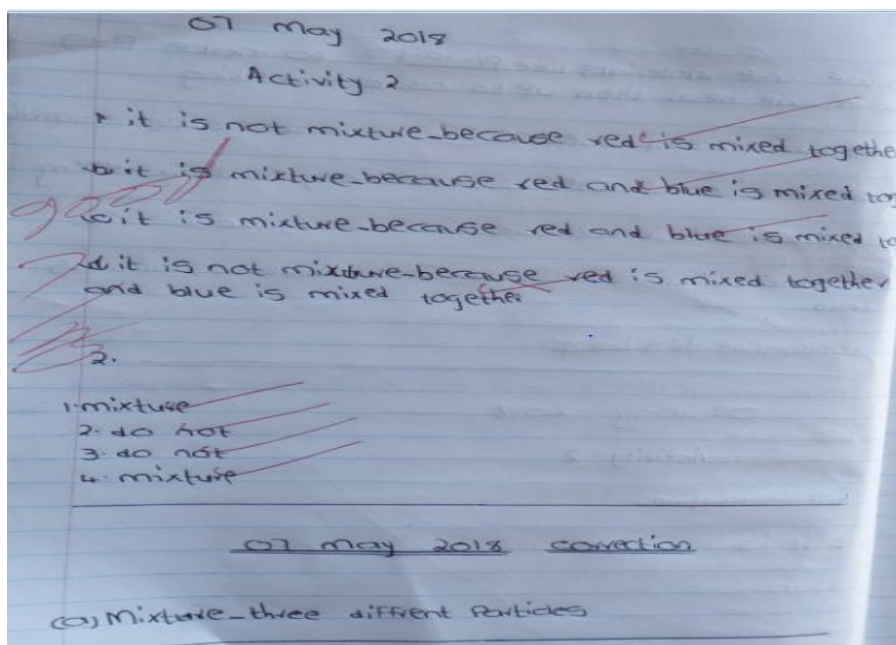 07 May 2018
Activity 2
it is not mixture-because red is mixed togethe
b. it is mixture-because red and blue is mixed tog
c. it is mixture-because red and blue is mixed to
d. it is not mixture-because red is mixed together
and blue is mixed together
good
2.
1. mixture
2. do not
3. do not
4. mixture
07 May 2018 correction
(a) Mixture-three diffrent Particles